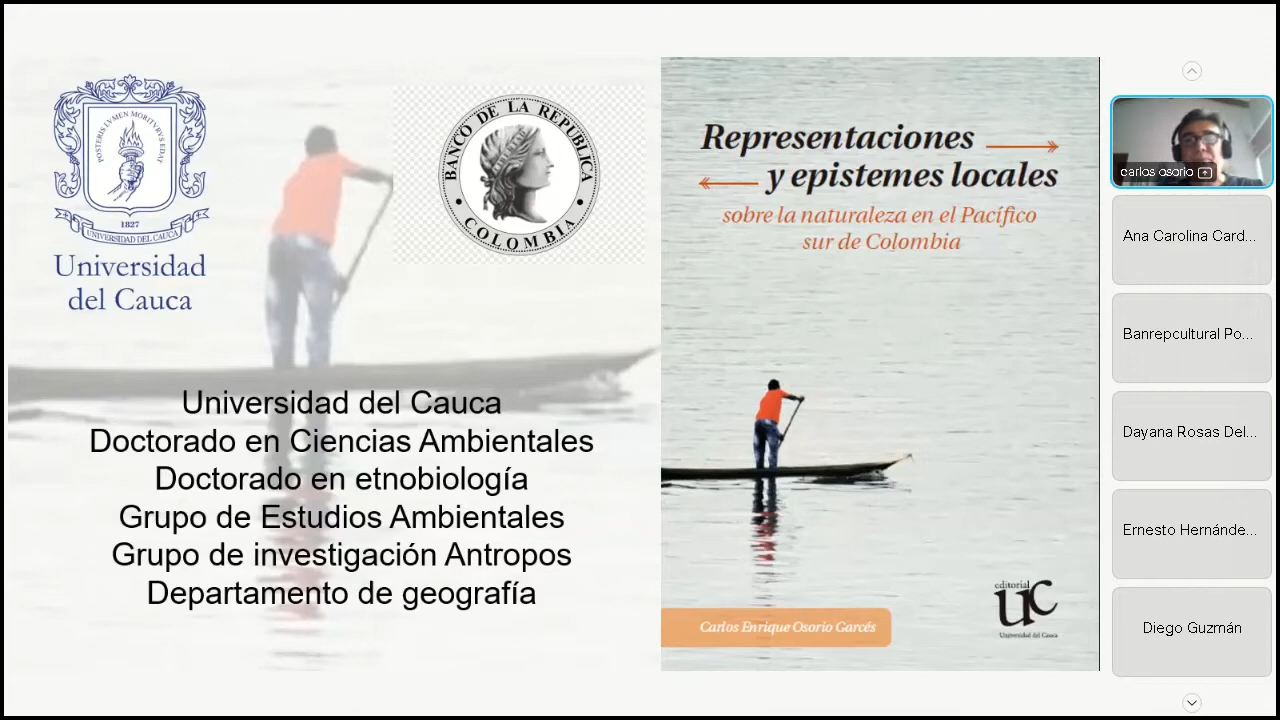 POSTERIS LVMEN MORITVRVS EDAT
1827
UNIVERSIDAD DEL CAUCA
Universidad
del Cauca
BANCO DE LA REPUBLICA
COLOMBIA
Universidad del Cauca
Doctorado en Ciencias Ambientales
Doctorado en etnobiología
Grupo de Estudios Ambientales
Grupo de investigación Antropos
Departamento de geografía
Representaciones
y epistemes locales
sobre la naturaleza en el Pacífico
sur de Colombia
Carlos Enrique Osorio Garcés
editorial
UC
Universidad del Cauca
carlos osorio
Ana Carolina Card...
Banrepcultural Po...
Dayana Rosas Del...
Ernesto Hernánde...
Diego Guzmán